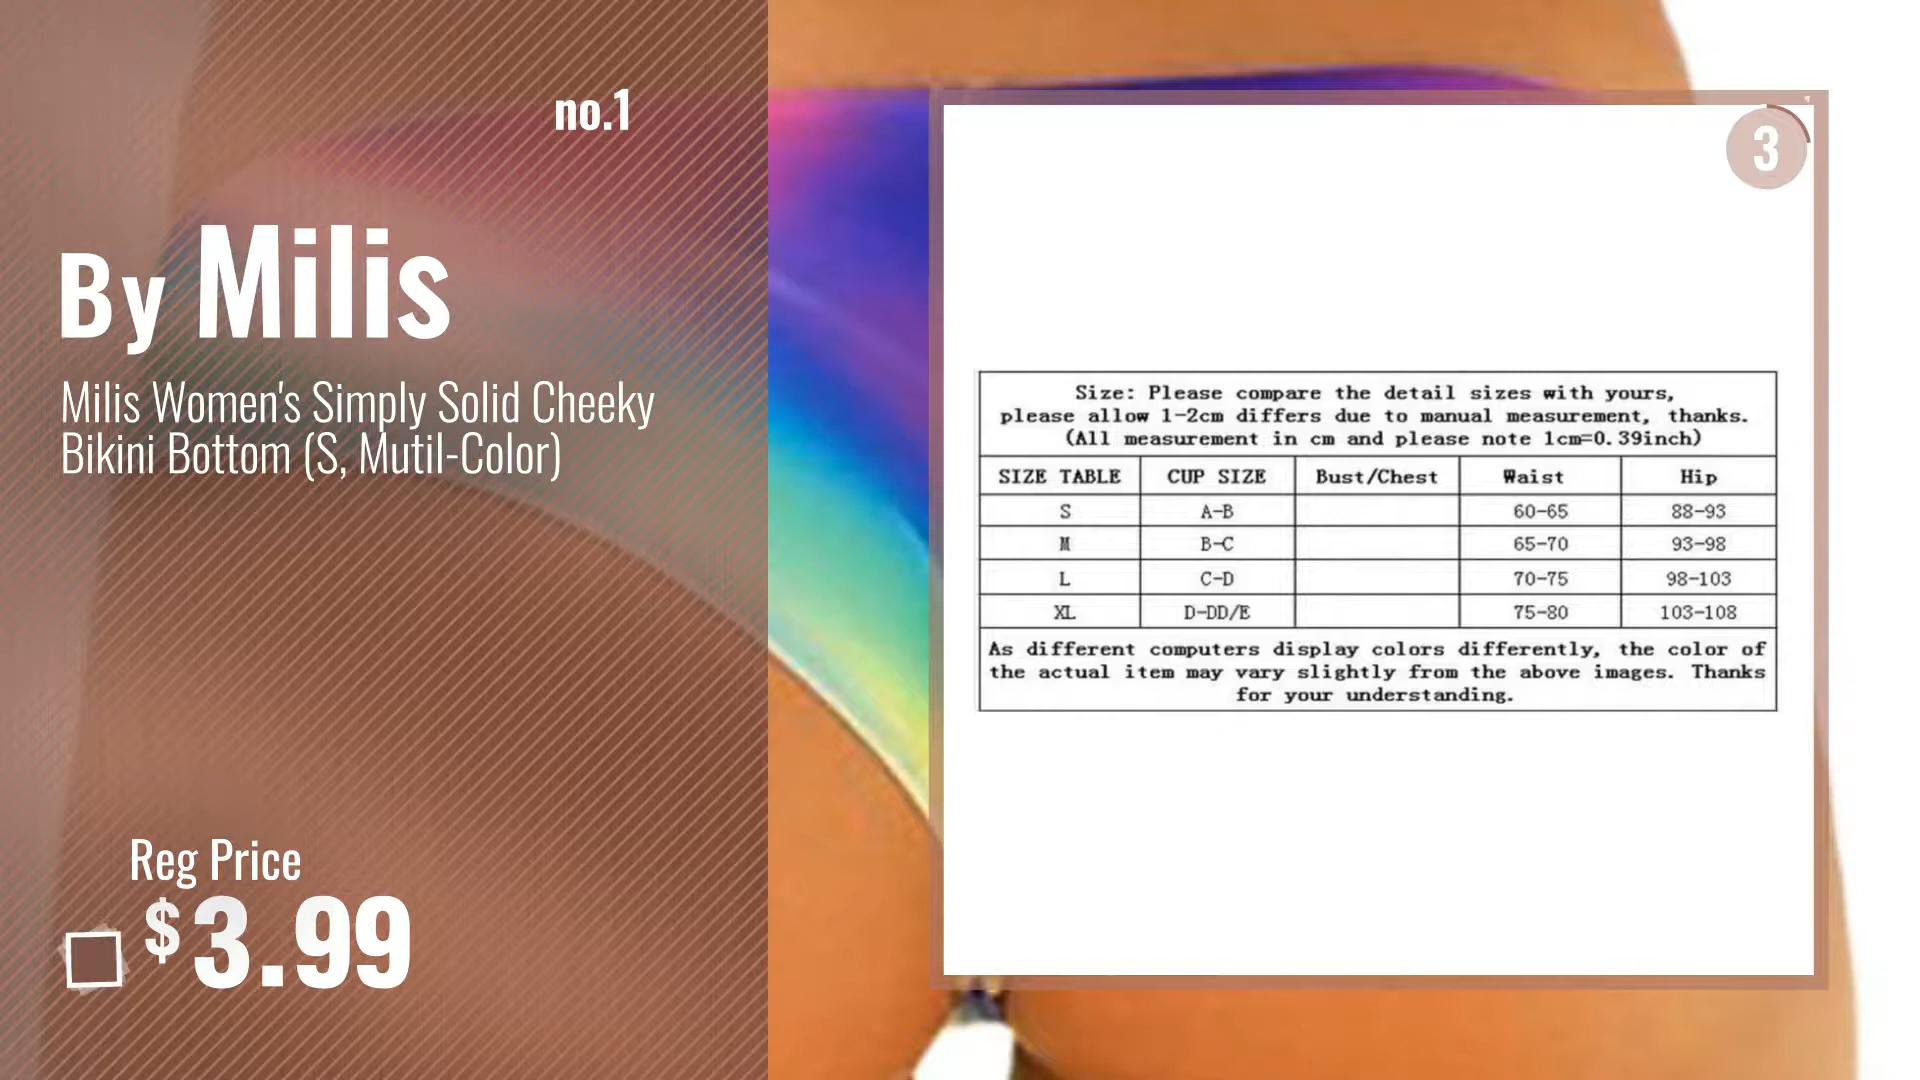 no.1
By Milis
Milis Women's Simply Solid Cheeky
Bikini Bottom (S, Mutil-Color)
Reg Price
$3.99
3
Size: Please compare the detail sizes with yours,
please allow 1-2cm differs due to manual measurement, thanks.
(All measurement in cm and please note 1cm=0.39inch)
SIZE TABLE CUP SIZE Bust/Chest Waist Hip
S A-B 60-65 88-93
M B-C 65-70 93-98
L C-D 70-75 98-103
XL D-DD/E 75-80 103-108
As different computers display colors differently, the color of
the actual item may vary slightly from the above images. Thanks
for your understanding.